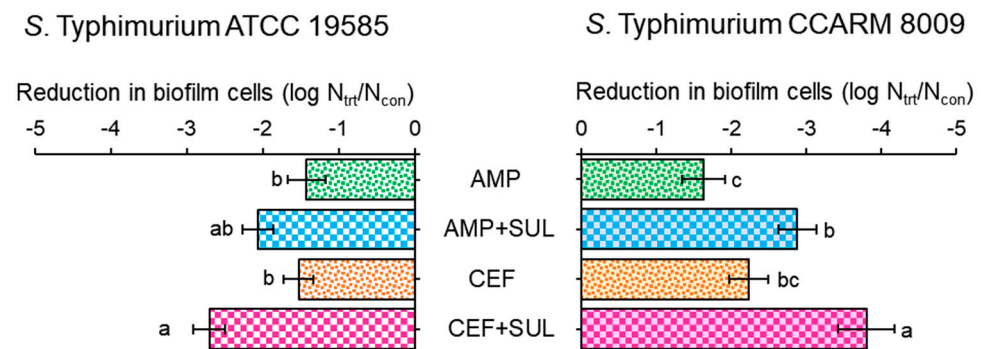 S. Typhimurium ATCC 19585
S. Typhimurium CCARM 8009
Reduction in biofilm cells (log Ntrt/Ncon)
Reduction in biofilm cells (log Ntrt/Ncon)
-5 -4 -3 -2 -1 0
0 -1 -2 -3 -4 -5
b AMP c
ab AMP+SUL b
b CEF bc
a CEF+SUL a